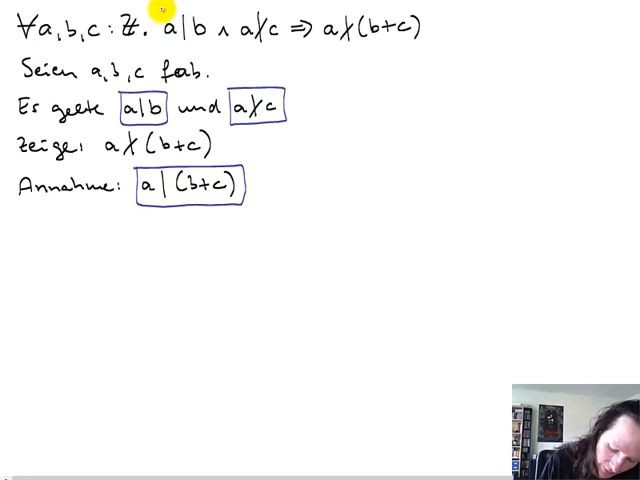 ∀a,b,c : ℤ. a|b ∧ a∤c ⇒ a∤(b+c)
Seien a,b,c fab.
Es gelte a|b und a∤c
Zeige: a∤(b+c)
Annahme: a|(b+c)